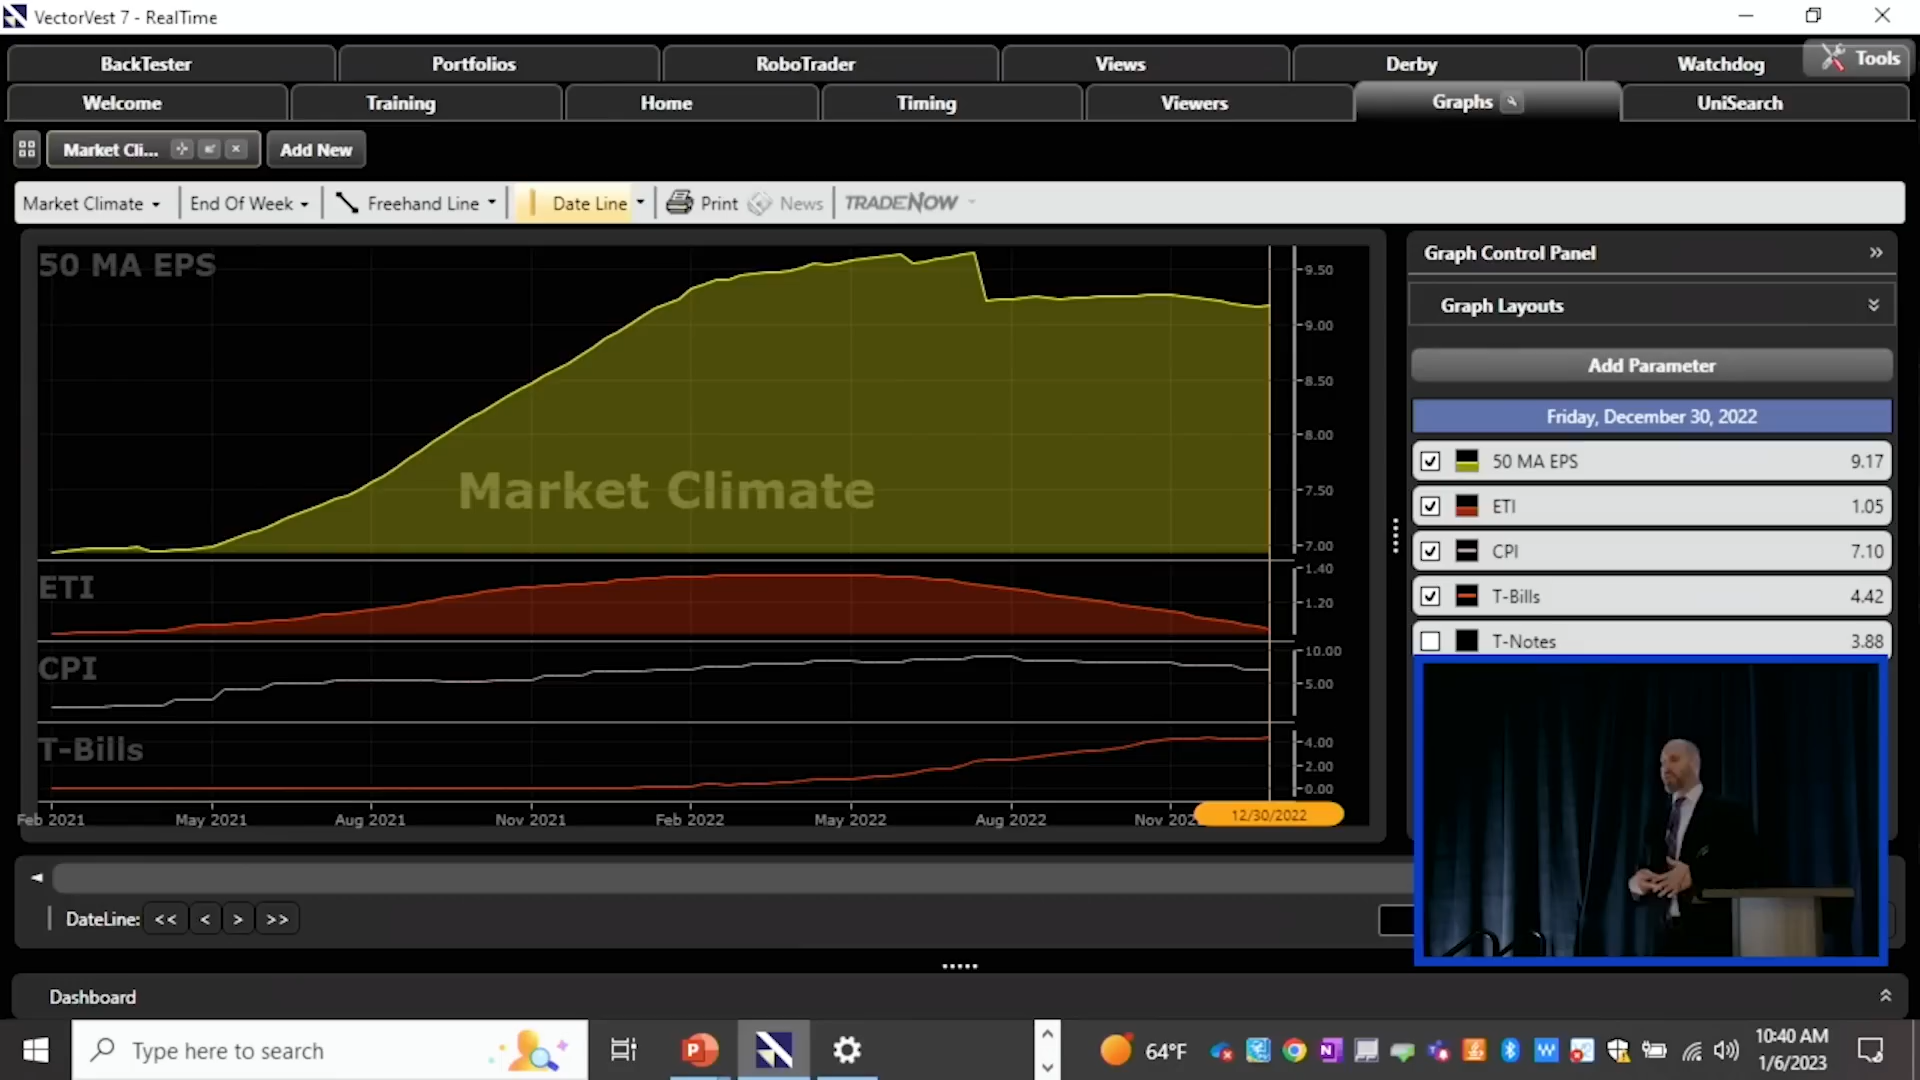 VectorVest 7 - RealTime
BackTester Portfolios RoboTrader Views Derby Watchdog Tools
Welcome Training Home Timing Viewers Graphs UniSearch
Market Cli... Add New
Market Climate End Of Week Freehand Line Date Line Print News TRADENOW
50 MA EPS
9.50
9.00
8.50
8.00
7.50
7.00
Market Climate
ETI
1.40
1.20
CPI
10.00
5.00
T-Bills
4.00
2.00
0.00
Feb 2021 May 2021 Aug 2021 Nov 2021 Feb 2022 May 2022 Aug 2022 Nov 202 12/30/2022
Graph Control Panel
Graph Layouts
Add Parameter
Friday, December 30, 2022
50 MA EPS 9.17
ETI 1.05
CPI 7.10
T-Bills 4.42
T-Notes 3.88
DateLine: << < > >>
Dashboard
Type here to search
64°F
10:40 AM
1/6/2023